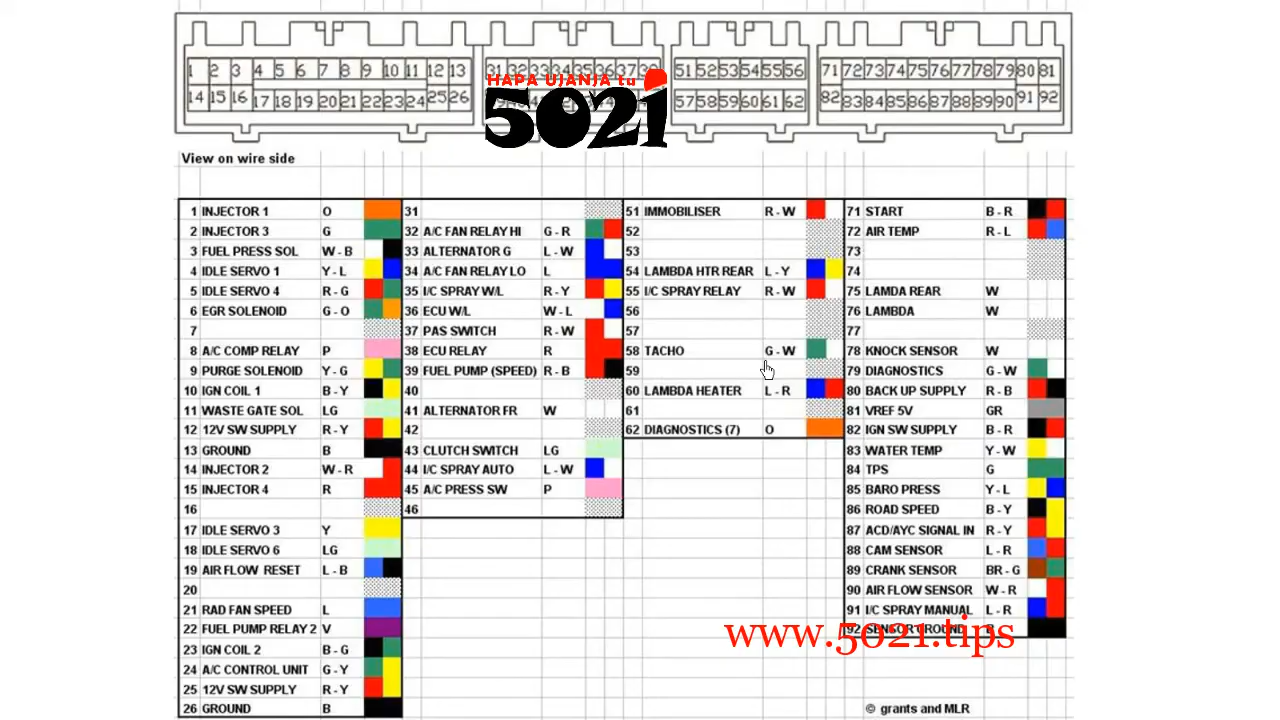 1 2 3 4 5 6 7 8 9 10 11 12 13
14 15 16 17 18 19 20 21 22 23 24 25 26
31 32 33 34 35 36 37 38 39
51 52 53 54 55 56
57 58 59 60 61 62
71 72 73 74 75 76 77 78 79 80 81
82 83 84 85 86 87 88 89 90 91 92
HAPA UJANJA tu
5021
View on wire side
1 INJECTOR 1 O
2 INJECTOR 3 G
3 FUEL PRESS SOL W - B
4 IDLE SERVO 1 Y - L
5 IDLE SERVO 4 R - G
6 EGR SOLENOID G - O
7
8 A/C COMP RELAY P
9 PURGE SOLENOID Y - G
10 IGN COIL 1 B - Y
11 WASTE GATE SOL LG
12 12V SW SUPPLY R - Y
13 GROUND B
14 INJECTOR 2 W - R
15 INJECTOR 4 R
16
17 IDLE SERVO 3 Y
18 IDLE SERVO 6 LG
19 AIR FLOW RESET L - B
20
21 RAD FAN SPEED L
22 FUEL PUMP RELAY 2 V
23 IGN COIL 2 B - G
24 A/C CONTROL UNIT G - Y
25 12V SW SUPPLY R - Y
26 GROUND B
31
32 A/C FAN RELAY HI G - R
33 ALTERNATOR G L - W
34 A/C FAN RELAY LO L
35 I/C SPRAY W/L R - Y
36 ECU W/L W - L
37 PAS SWITCH R - W
38 ECU RELAY R
39 FUEL PUMP (SPEED) R - B
40
41 ALTERNATOR FR W
42
43 CLUTCH SWITCH LG
44 I/C SPRAY AUTO L - W
45 A/C PRESS SW P
46
51 IMMOBILISER R - W
52
53
54 LAMBDA HTR REAR L - Y
55 I/C SPRAY RELAY R - W
56
57
58 TACHO G - W
59
60 LAMBDA HEATER L - R
61
62 DIAGNOSTICS (7) O
71 START B - R
72 AIR TEMP R - L
73
74
75 LAMDA REAR W
76 LAMBDA W
77
78 KNOCK SENSOR W
79 DIAGNOSTICS G - W
80 BACK UP SUPPLY R - B
81 VREF 5V GR
82 IGN SW SUPPLY B - R
83 WATER TEMP Y - W
84 TPS G
85 BARO PRESS Y - L
86 ROAD SPEED B - Y
87 ACD/AYC SIGNAL IN R - Y
88 CAM SENSOR L - R
89 CRANK SENSOR BR - G
90 AIR FLOW SENSOR W - R
91 I/C SPRAY MANUAL L - R
92 SENSOR GROUND B
www.5021.tips
© grants and MLR